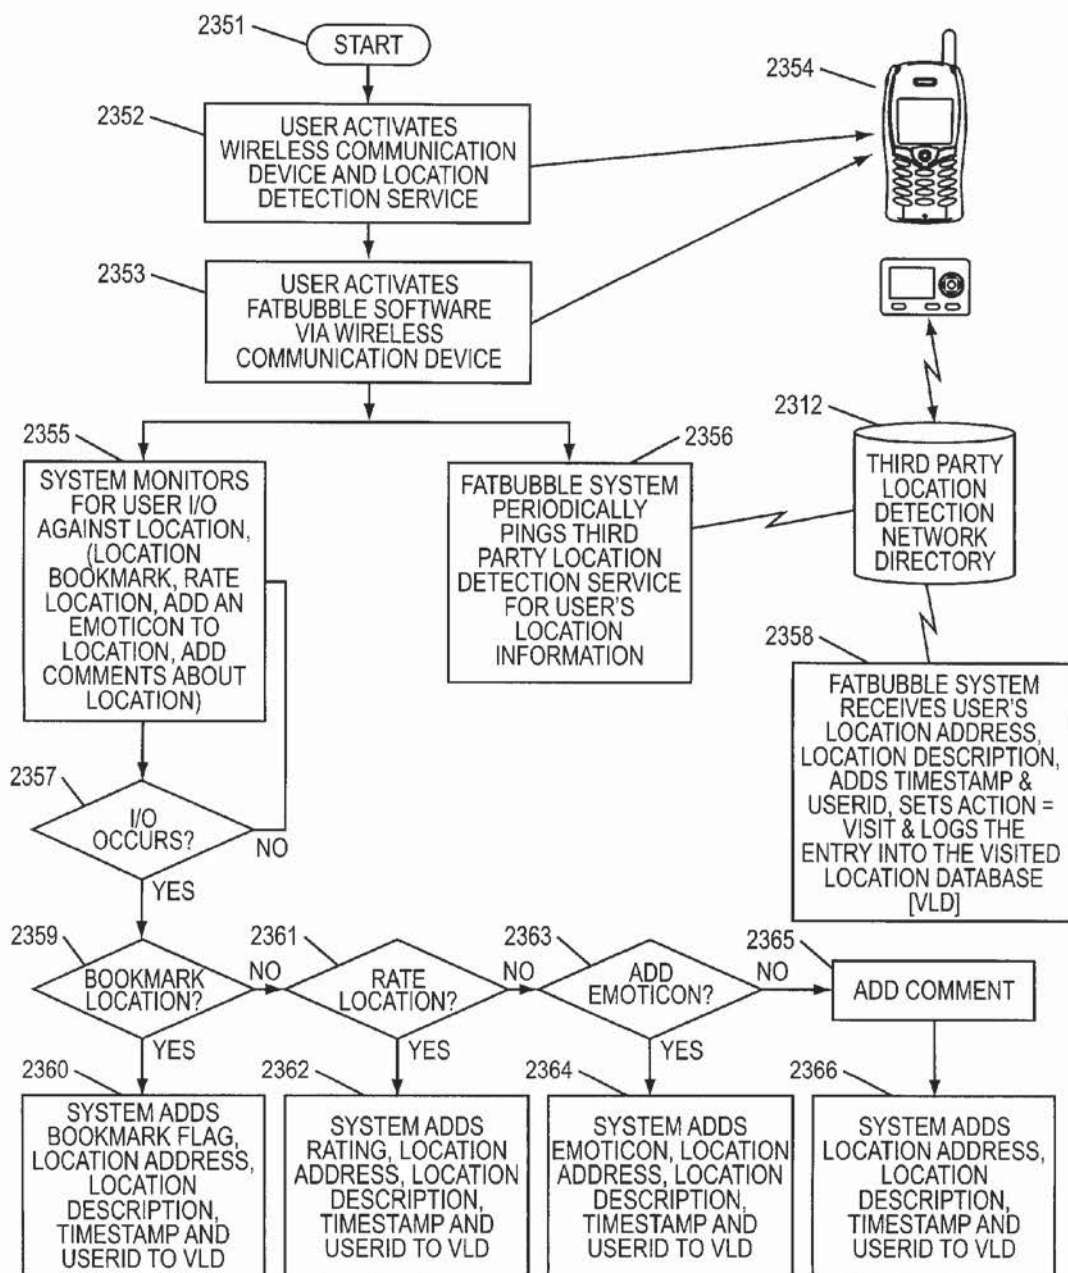 2351
START
2354
2352
USER ACTIVATES
WIRELESS COMMUNICATION
DEVICE AND LOCATION
DETECTION SERVICE
2353
USER ACTIVATES
FATBUBBLE SOFTWARE
VIA WIRELESS
COMMUNICATION DEVICE
2355
SYSTEM MONITORS
FOR USER I/O
AGAINST LOCATION,
(LOCATION
BOOKMARK, RATE
LOCATION, ADD AN
EMOTICON TO
LOCATION, ADD
COMMENTS ABOUT
LOCATION)
2356
FATBUBBLE SYSTEM
PERIODICALLY
PINGS THIRD
PARTY LOCATION
DETECTION SERVICE
FOR USER'S
LOCATION
INFORMATION
2312
THIRD PARTY
LOCATION
DETECTION
NETWORK
DIRECTORY
2358
FATBUBBLE SYSTEM
RECEIVES USER'S
LOCATION ADDRESS,
LOCATION DESCRIPTION,
ADDS TIMESTAMP &
USERID, SETS ACTION =
VISIT & LOGS THE
ENTRY INTO THE VISITED
LOCATION DATABASE
[VLD]
2357
I/O
OCCURS?
NO
YES
2359
BOOKMARK
LOCATION?
NO
YES
2361
RATE
LOCATION?
NO
YES
2363
ADD
EMOTICON?
NO
YES
2365
ADD COMMENT
2360
SYSTEM ADDS
BOOKMARK FLAG,
LOCATION ADDRESS,
LOCATION
DESCRIPTION,
TIMESTAMP AND
USERID TO VLD
2362
SYSTEM ADDS
RATING, LOCATION
ADDRESS, LOCATION
DESCRIPTION,
TIMESTAMP AND
USERID TO VLD
2364
SYSTEM ADDS
EMOTICON, LOCATION
ADDRESS, LOCATION
DESCRIPTION,
TIMESTAMP AND
USERID TO VLD
2366
SYSTEM ADDS
LOCATION ADDRESS,
LOCATION
DESCRIPTION,
TIMESTAMP AND
USERID TO VLD